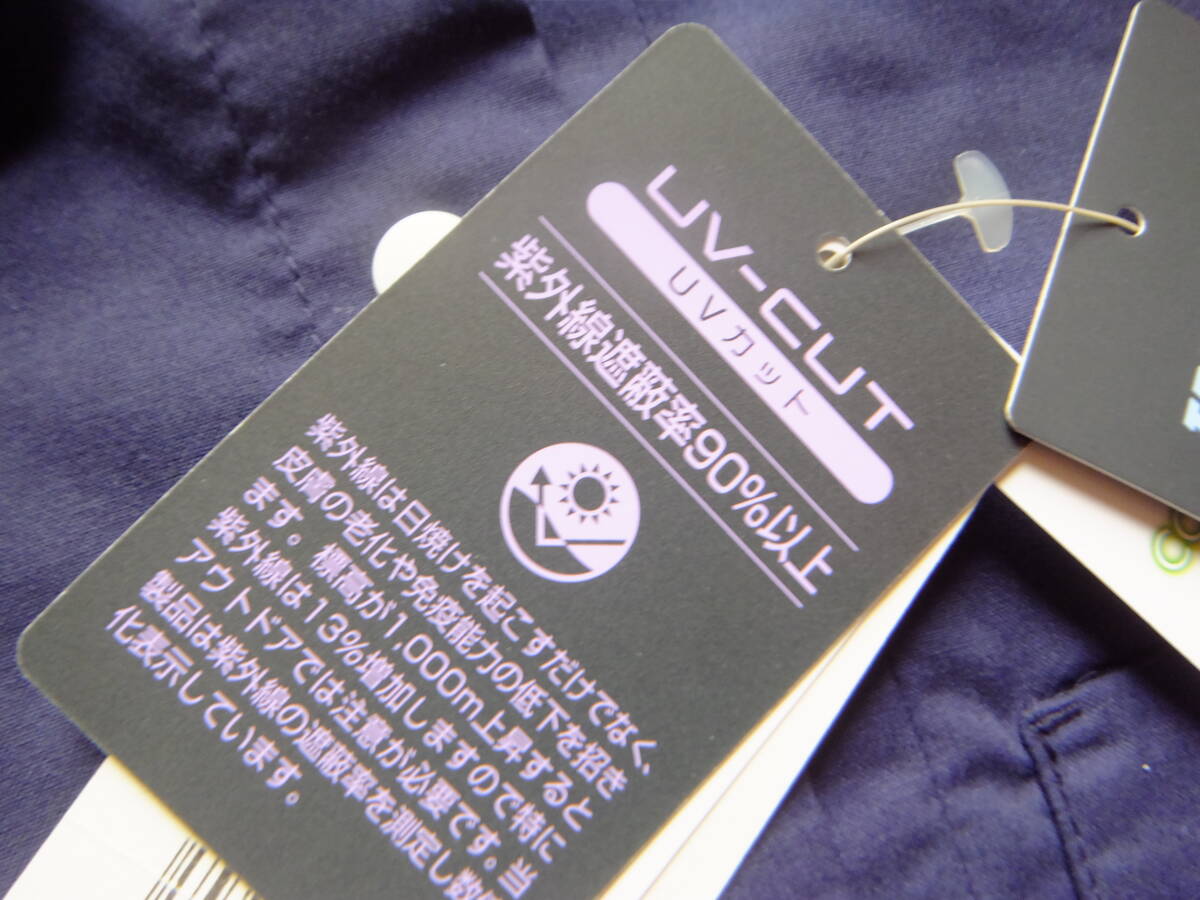 UV-CUT
UVカット
紫外線遮蔽率90%以上
紫外線は日焼けを起こすだけでなく、
皮膚の老化や免疫能力の低下を招き
ます。標高が1,000m上昇すると
紫外線は13%増加しますので特に
アウトドアでは注意が必要です。当
製品は紫外線の遮蔽率を測定し数
化表示しています。